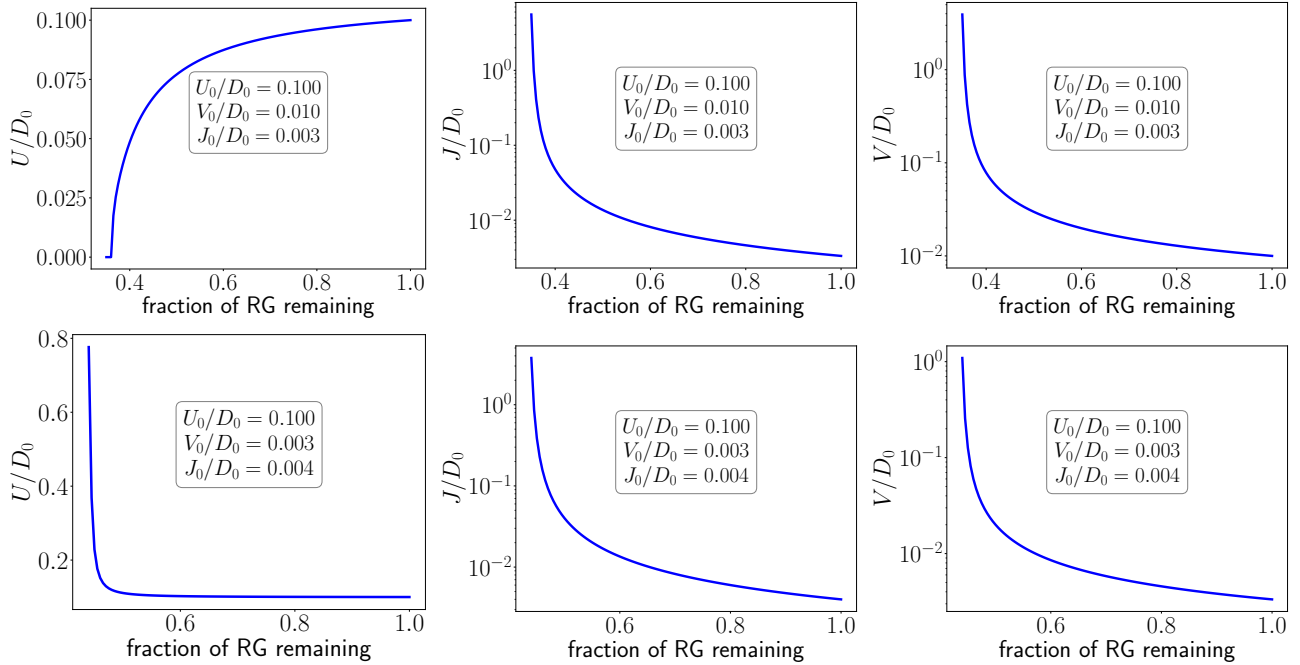 U/D₀
0.100
0.075
0.050
0.025
0.000
U₀/D₀ = 0.100
V₀/D₀ = 0.010
J₀/D₀ = 0.003
0.4 0.6 0.8 1.0
fraction of RG remaining
J/D₀
10⁰
10⁻¹
10⁻²
U₀/D₀ = 0.100
V₀/D₀ = 0.010
J₀/D₀ = 0.003
0.4 0.6 0.8 1.0
fraction of RG remaining
V/D₀
10⁰
10⁻¹
10⁻²
U₀/D₀ = 0.100
V₀/D₀ = 0.010
J₀/D₀ = 0.003
0.4 0.6 0.8 1.0
fraction of RG remaining
U/D₀
0.8
0.6
0.4
0.2
U₀/D₀ = 0.100
V₀/D₀ = 0.003
J₀/D₀ = 0.004
0.6 0.8 1.0
fraction of RG remaining
J/D₀
10⁰
10⁻¹
10⁻²
U₀/D₀ = 0.100
V₀/D₀ = 0.003
J₀/D₀ = 0.004
0.6 0.8 1.0
fraction of RG remaining
V/D₀
10⁰
10⁻¹
10⁻²
U₀/D₀ = 0.100
V₀/D₀ = 0.003
J₀/D₀ = 0.004
0.6 0.8 1.0
fraction of RG remaining